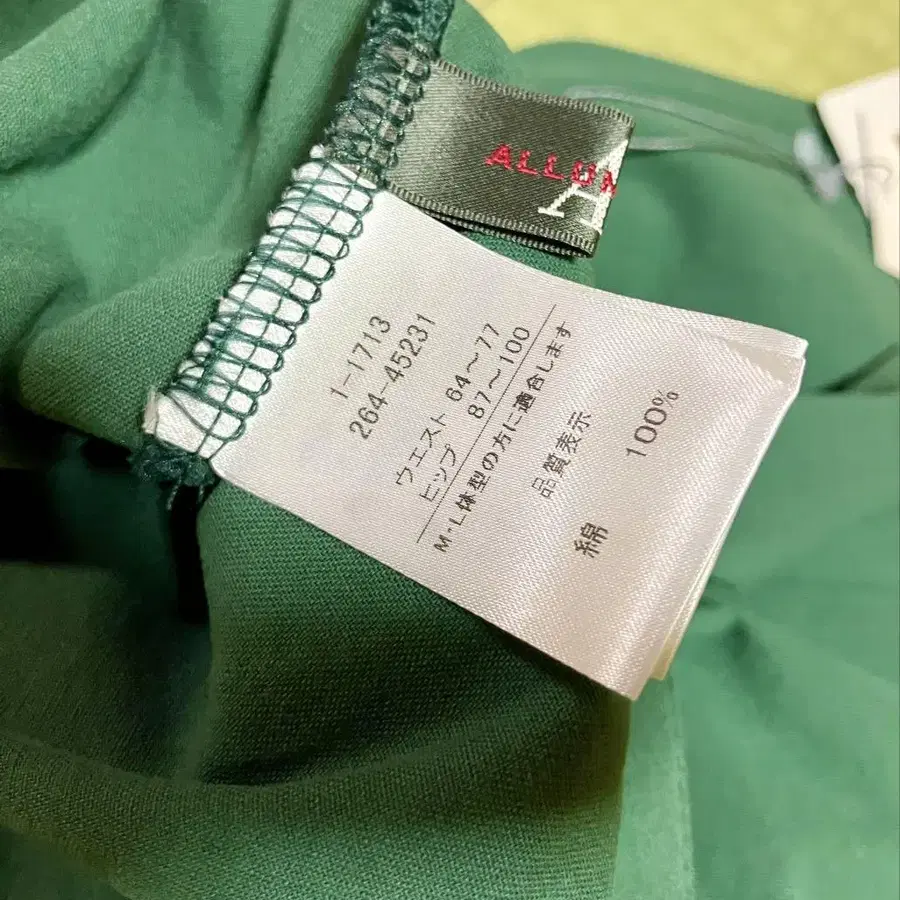 ALLUM
A
1-1713
264-45231
ウエスト 64～77
ヒップ 87～100
M・L体型の方に適合します
品質表示
綿 100%